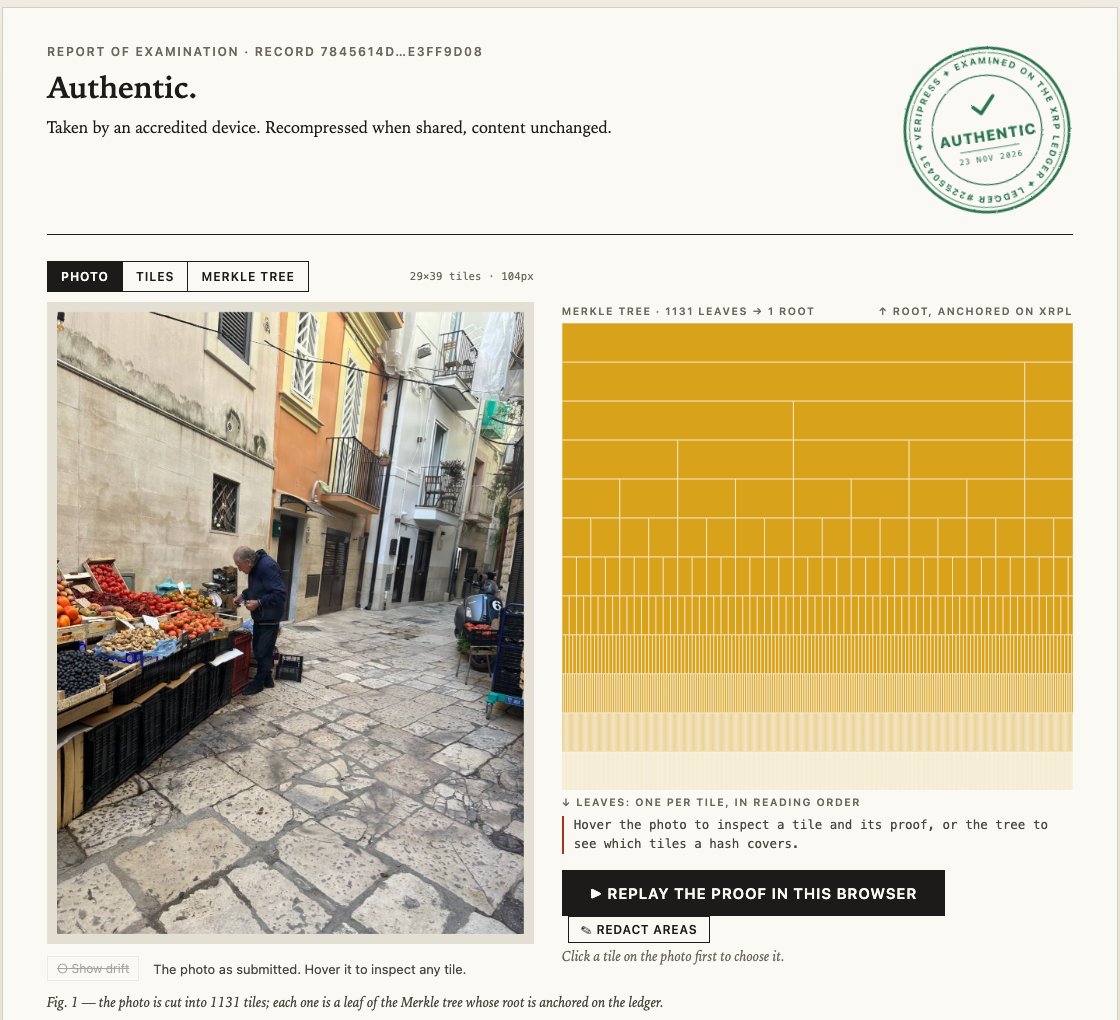 REPORT OF EXAMINATION · RECORD 7845614D…E3FF9D08
Authentic.
Taken by an accredited device. Recompressed when shared, content unchanged.
VERIPRESS ✦ EXAMINED ON THE XRP LEDGER ✦ LEDGER #22550431 ✦
AUTHENTIC
23 NOV 2026
PHOTO
TILES
MERKLE TREE
29×39 tiles · 104px
MERKLE TREE · 1131 LEAVES → 1 ROOT
↑ ROOT, ANCHORED ON XRPL
6
↓ LEAVES: ONE PER TILE, IN READING ORDER
Hover the photo to inspect a tile and its proof, or the tree to
see which tiles a hash covers.
▶ REPLAY THE PROOF IN THIS BROWSER
✎ REDACT AREAS
Click a tile on the photo first to choose it.
Show drift
The photo as submitted. Hover it to inspect any tile.
Fig. 1 — the photo is cut into 1131 tiles; each one is a leaf of the Merkle tree whose root is anchored on the ledger.